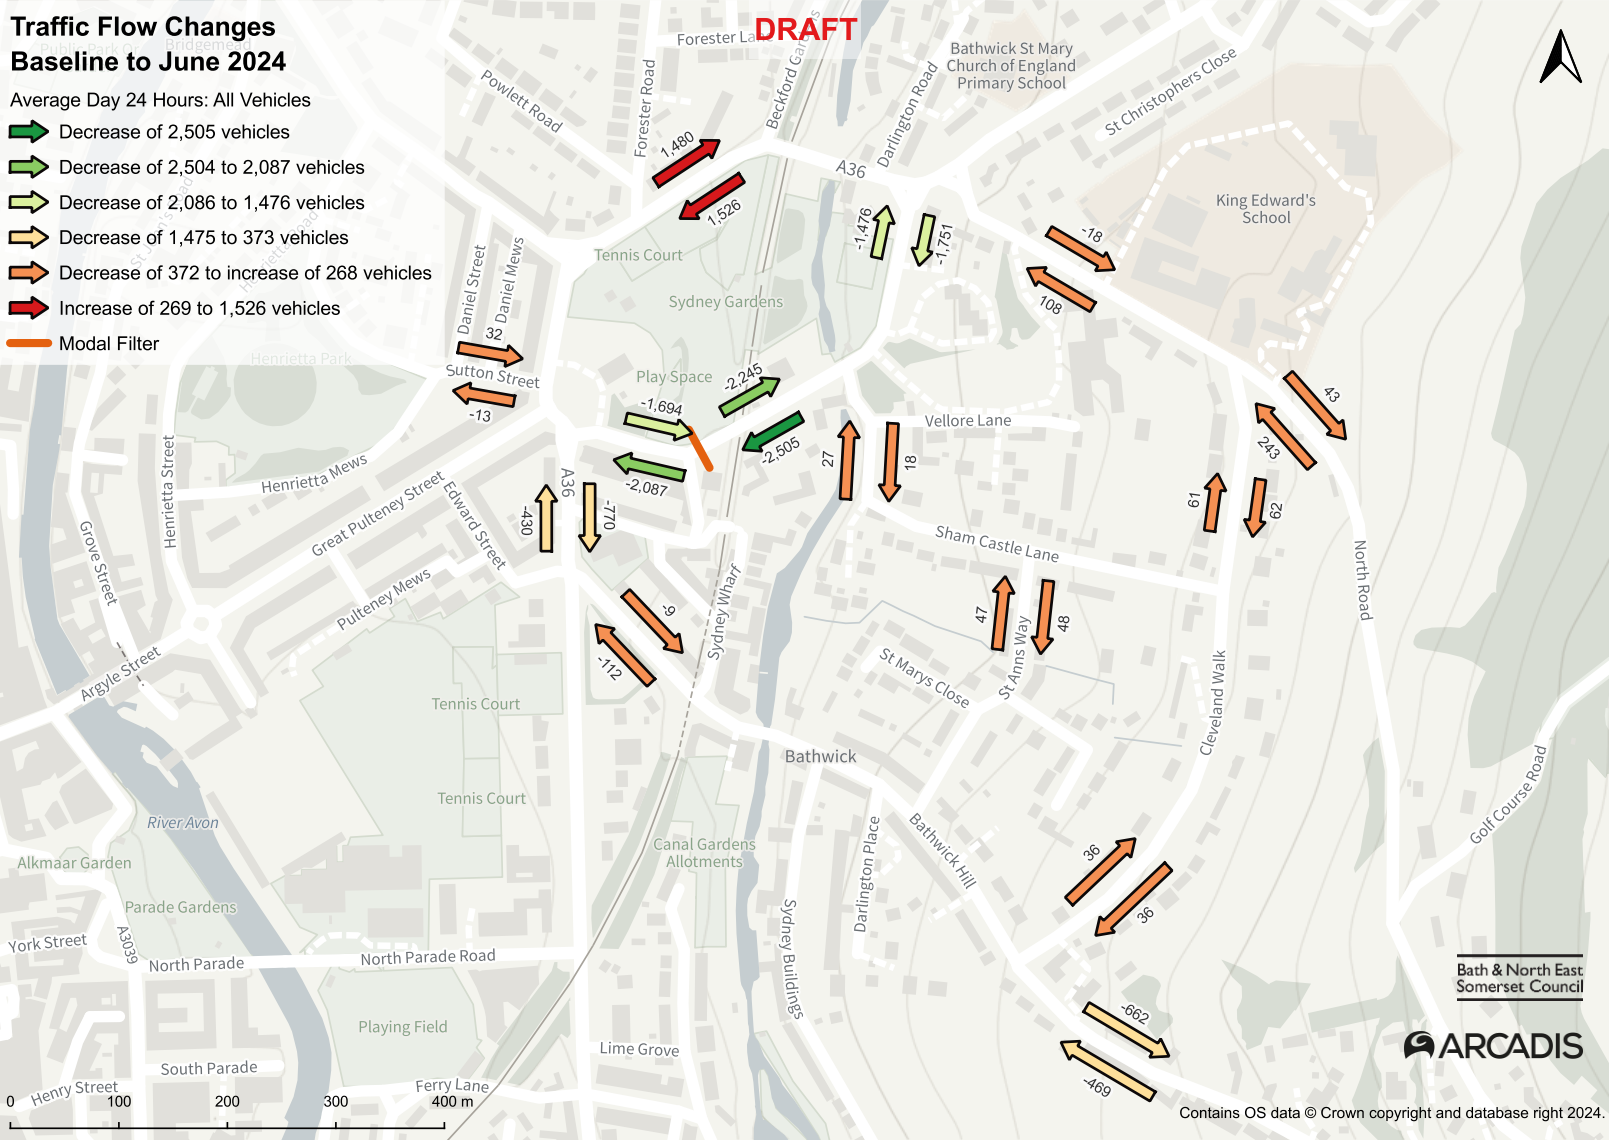 Traffic Flow Changes
Baseline to June 2024
Average Day 24 Hours: All Vehicles
Decrease of 2,505 vehicles
Decrease of 2,504 to 2,087 vehicles
Decrease of 2,086 to 1,476 vehicles
Decrease of 1,475 to 373 vehicles
Decrease of 372 to increase of 268 vehicles
Increase of 269 to 1,526 vehicles
Modal Filter
DRAFT
Bridgemead
Henrietta Road
Henrietta Park
Powlett Road
Forester Road
Forester Lane
Beckford Gardens
Darlington Road
Bathwick St Mary
Church of England
Primary School
St Christophers Close
King Edward's
School
A36
1,480
1,526
-1,476
-1,751
-18
108
Tennis Court
Sydney Gardens
Daniel Street
Daniel Mews
32
Sutton Street
-13
Play Space
-1,694
-2,245
-2,505
-2,087
Vellore Lane
27
18
43
243
61
62
A36
-430
-770
Henrietta Street
Henrietta Mews
Great Pulteney Street
Edward Street
Pulteney Mews
Grove Street
Argyle Street
-9
-112
Sydney Wharf
Sham Castle Lane
47
48
St Anns Way
St Marys Close
Cleveland Walk
North Road
Golf Course Road
Tennis Court
Tennis Court
Bathwick
River Avon
Alkmaar Garden
Parade Gardens
Canal Gardens
Allotments
Darlington Place
Bathwick Hill
Sydney Buildings
36
36
York Street
A3039
North Parade
North Parade Road
Playing Field
South Parade
Henry Street
Lime Grove
Ferry Lane
-662
-469
Bath & North East
Somerset Council
ARCADIS
0 100 200 300 400 m
Contains OS data © Crown copyright and database right 2024.